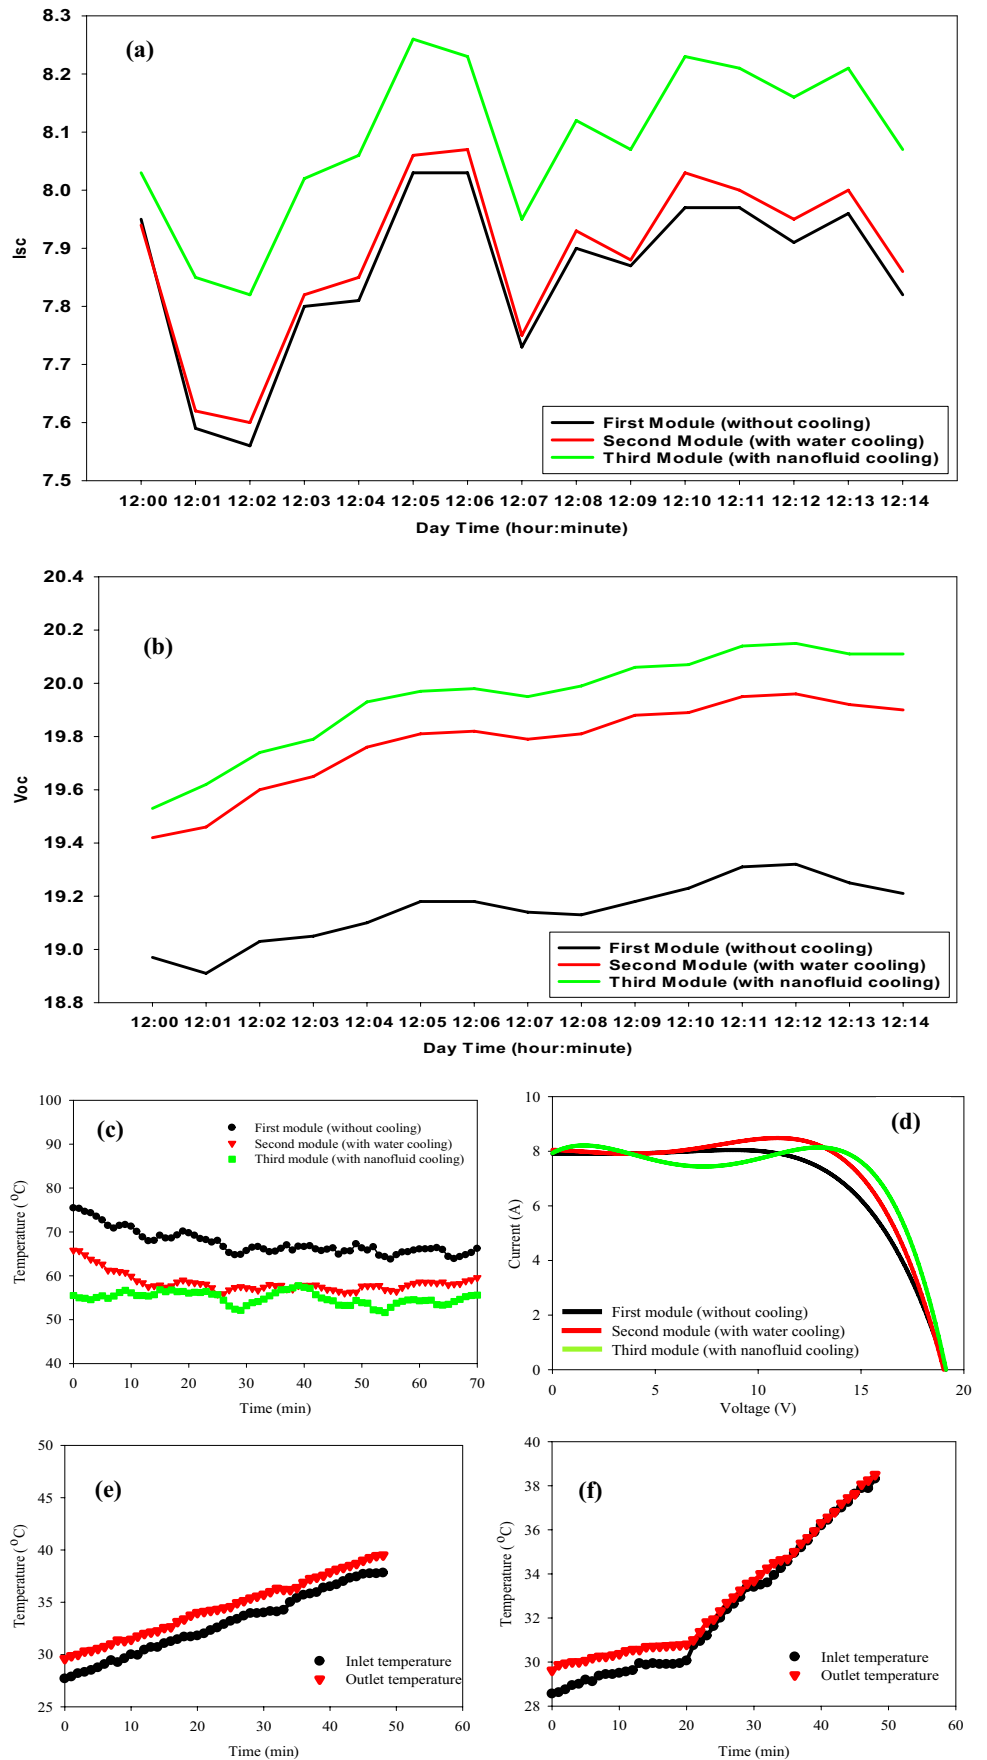 8.3
(a)
8.2
8.1
8.0
7.9
Isc
7.8
7.7
7.6
First Module (without cooling)
Second Module (with water cooling)
Third Module (with nanofluid cooling)
7.5
12:00 12:01 12:02 12:03 12:04 12:05 12:06 12:07 12:08 12:09 12:10 12:11 12:12 12:13 12:14
Day Time (hour:minute)
20.4
20.2
(b)
20.0
19.8
Voc
19.6
19.4
19.2
19.0
First Module (without cooling)
Second Module (with water cooling)
Third Module (with nanofluid cooling)
18.8
12:00 12:01 12:02 12:03 12:04 12:05 12:06 12:07 12:08 12:09 12:10 12:11 12:12 12:13 12:14
Day Time (hour:minute)
100
(c)
First module (without cooling)
Second module (with water cooling)
Third module (with nanofluid cooling)
90
80
Temperature (°C)
70
60
50
40
0 10 20 30 40 50 60 70
Time (min)
10
(d)
8
6
Current (A)
4
2
First module (without cooling)
Second module (with water cooling)
Third module (with nanofluid cooling)
0
0 5 10 15 20
Voltage (V)
50
(e)
45
40
Temperature (°C)
35
30
Inlet temperature
Outlet temperature
25
0 10 20 30 40 50 60
Time (min)
40
(f)
38
36
Temperature (°C)
34
32
30
Inlet temperature
Outlet temperature
28
0 10 20 30 40 50 60
Time (min)